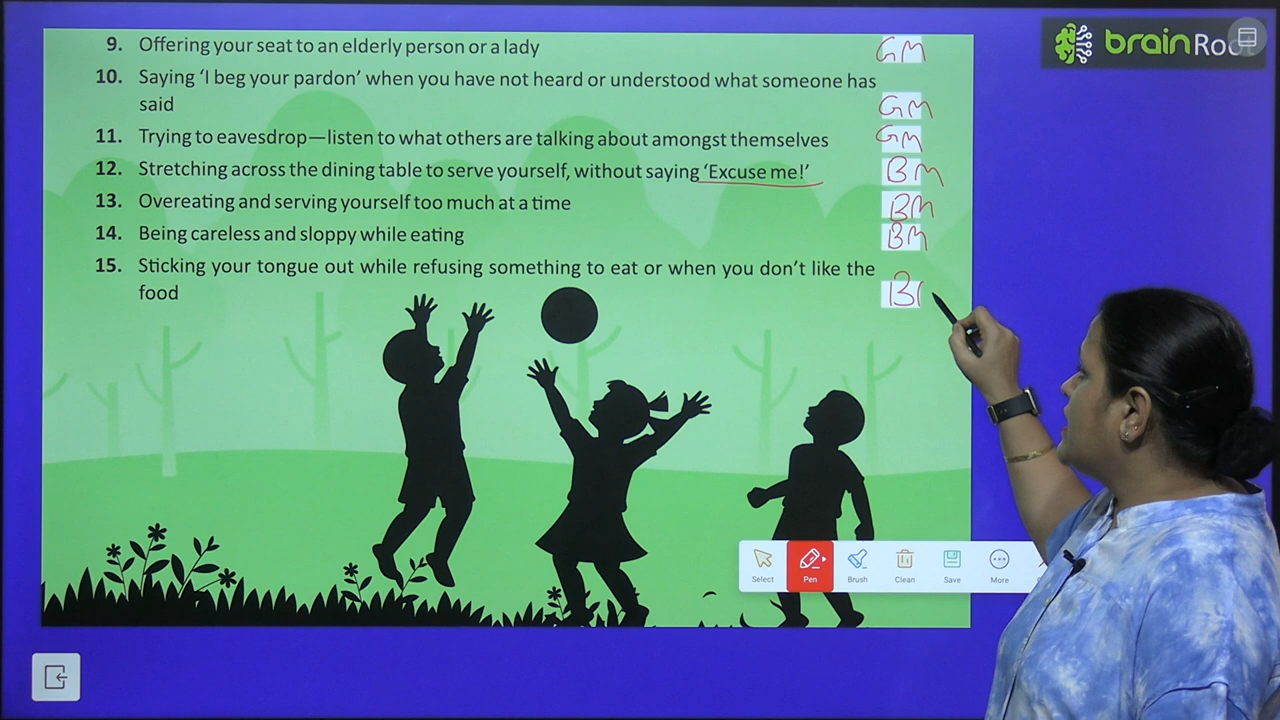 brainRoot
9. Offering your seat to an elderly person or a lady GM
10. Saying ‘I beg your pardon’ when you have not heard or understood what someone has
said GM
11. Trying to eavesdrop—listen to what others are talking about amongst themselves GM
12. Stretching across the dining table to serve yourself, without saying ‘Excuse me!’ BM
13. Overeating and serving yourself too much at a time BM
14. Being careless and sloppy while eating BM
15. Sticking your tongue out while refusing something to eat or when you don’t like the
food B
Select Pen Brush Clean Save More